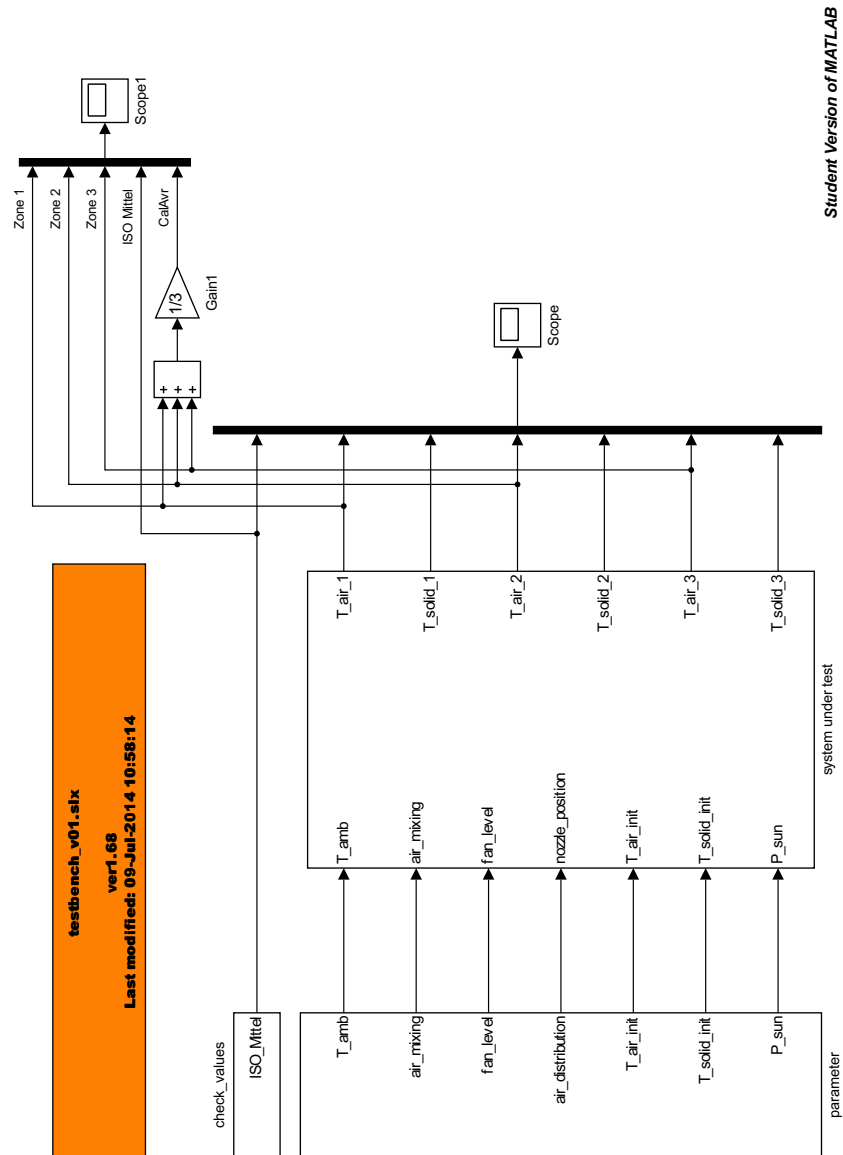 testbench_v01.slx
ver1.68
Last modified: 09-Jul-2014 10:58:14
Zone 1
Zone 2
Zone 3
ISO Mittel
CalAvr
Scope1
1/3
Gain1
+
+
+
Scope
check_values
ISO_Mttel
T_amb
air_mixing
fan_level
air_distribution
T_air_init
T_solid_init
P_sun
parameter
T_amb
air_mixing
fan_level
nozzle_position
T_air_init
T_solid_init
P_sun
T_air_1
T_solid_1
T_air_2
T_solid_2
T_air_3
T_solid_3
system under test
Student Version of MATLAB